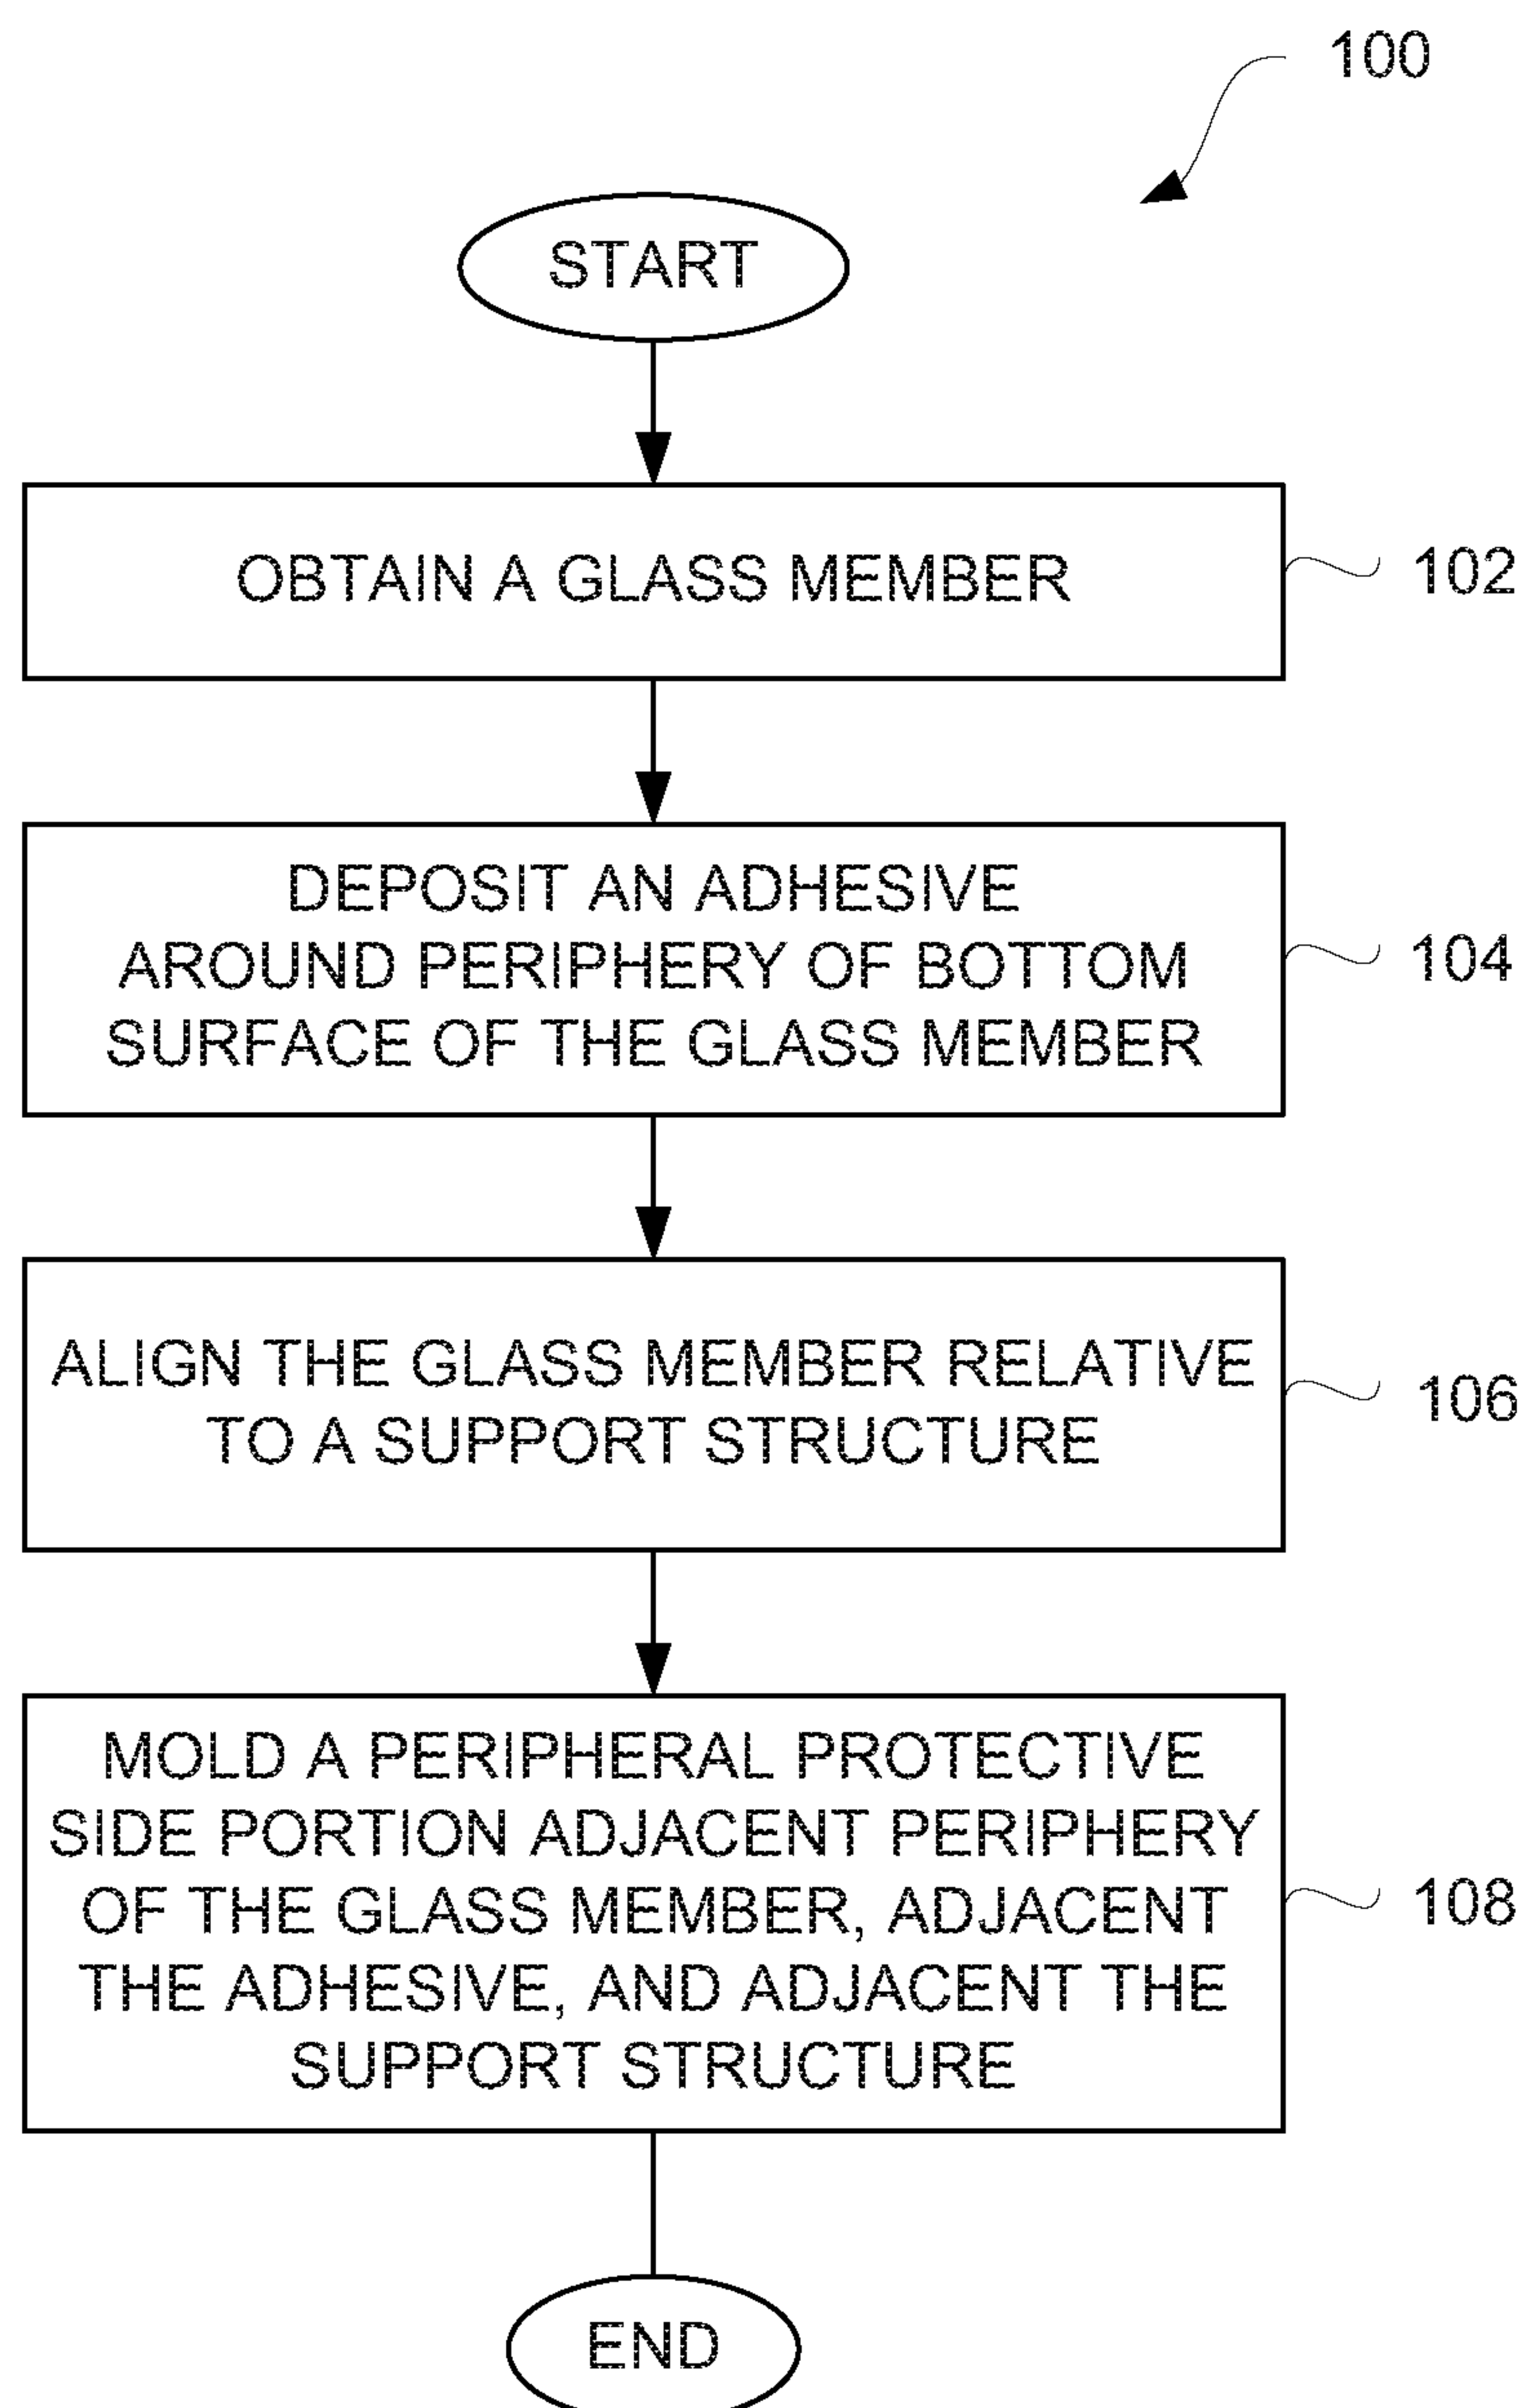 100
START
OBTAIN A GLASS MEMBER
102
DEPOSIT AN ADHESIVE
AROUND PERIPHERY OF BOTTOM
SURFACE OF THE GLASS MEMBER
104
ALIGN THE GLASS MEMBER RELATIVE
TO A SUPPORT STRUCTURE
106
MOLD A PERIPHERAL PROTECTIVE
SIDE PORTION ADJACENT PERIPHERY
OF THE GLASS MEMBER, ADJACENT
THE ADHESIVE, AND ADJACENT THE
SUPPORT STRUCTURE
108
END